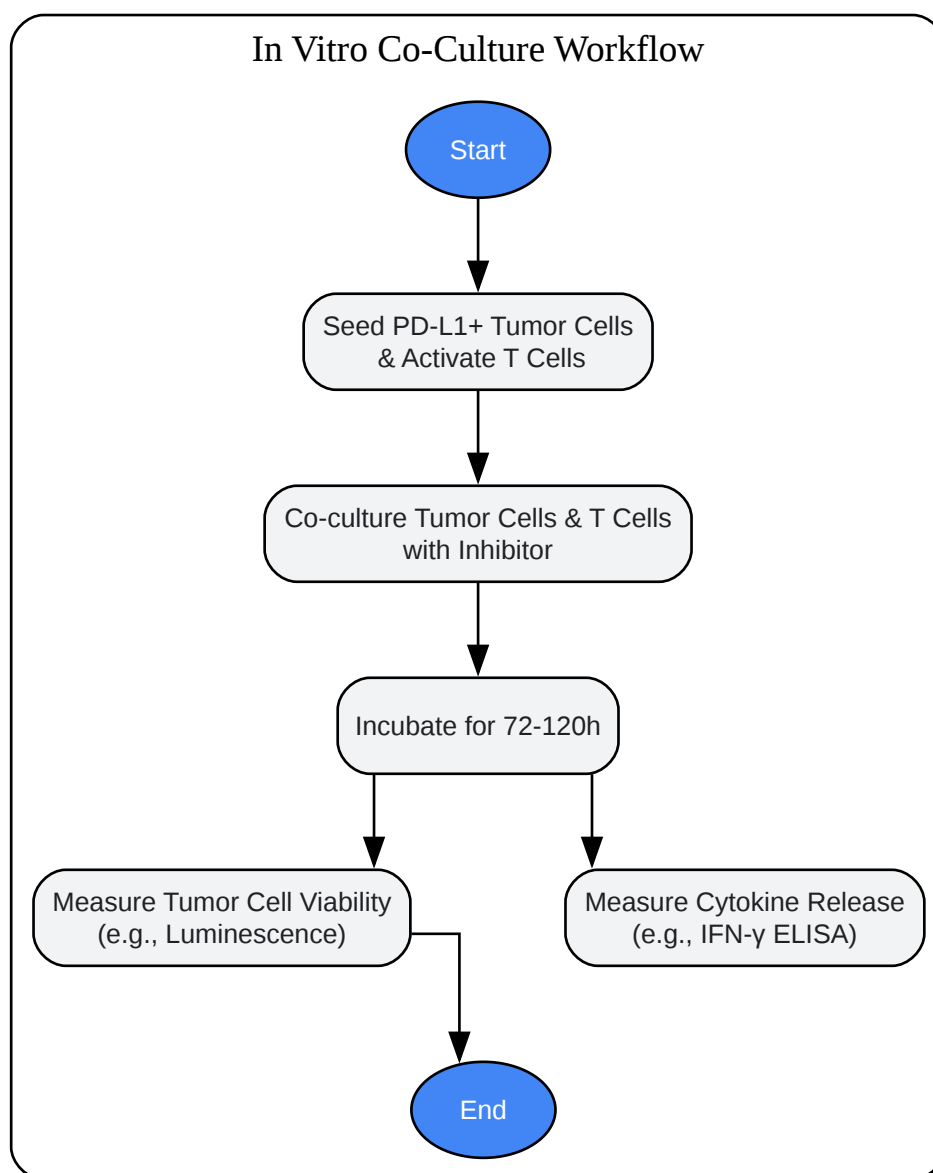 In Vitro Co-Culture Workflow
Start
Seed PD-L1+ Tumor Cells
& Activate T Cells
Co-culture Tumor Cells & T Cells
with Inhibitor
Incubate for 72-120h
Measure Tumor Cell Viability
(e.g., Luminescence)
Measure Cytokine Release
(e.g., IFN-γ ELISA)
End